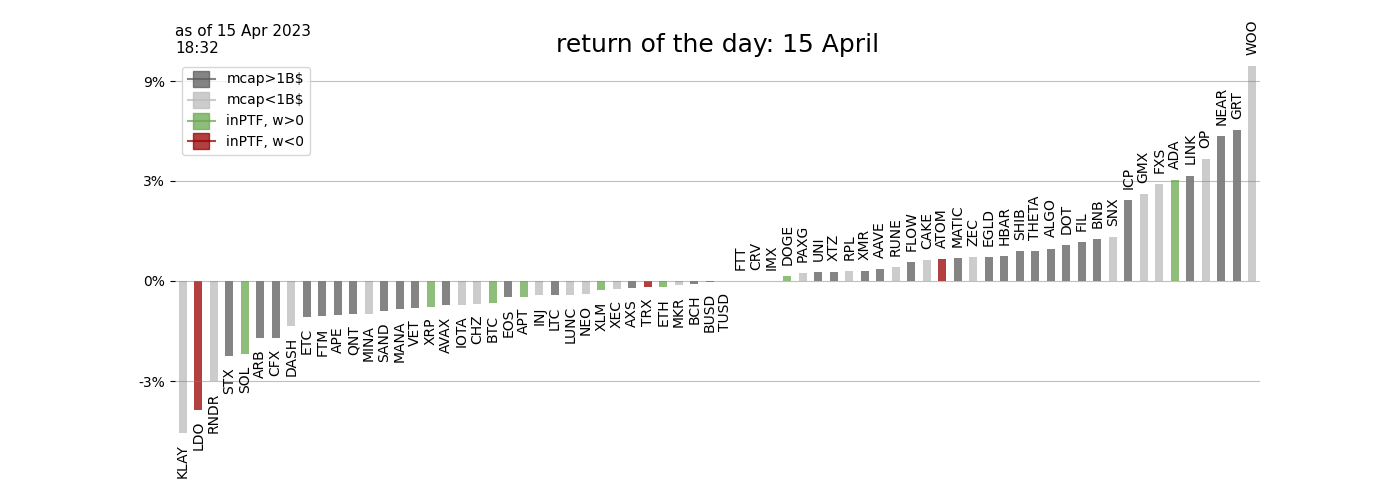 as of 15 Apr 2023
18:32
return of the day: 15 April
mcap>1B$
mcap<1B$
inPTF, w>0
inPTF, w<0
9%
3%
0%
-3%
KLAY
LDO
RNDR
STX
SOL
ARB
CFX
DASH
ETC
FTM
APE
QNT
MINA
SAND
MANA
VET
XRP
AVAX
IOTA
CHZ
BTC
EOS
APT
INJ
LTC
LUNC
NEO
XLM
XEC
AXS
TRX
ETH
MKR
BCH
BUSD
TUSD
FTT
CRV
IMX
DOGE
PAXG
UNI
XTZ
RPL
XMR
AAVE
RUNE
FLOW
CAKE
ATOM
MATIC
ZEC
EGLD
HBAR
SHIB
THETA
ALGO
DOT
FIL
BNB
SNX
ICP
GMX
FXS
ADA
LINK
OP
NEAR
GRT
WOO